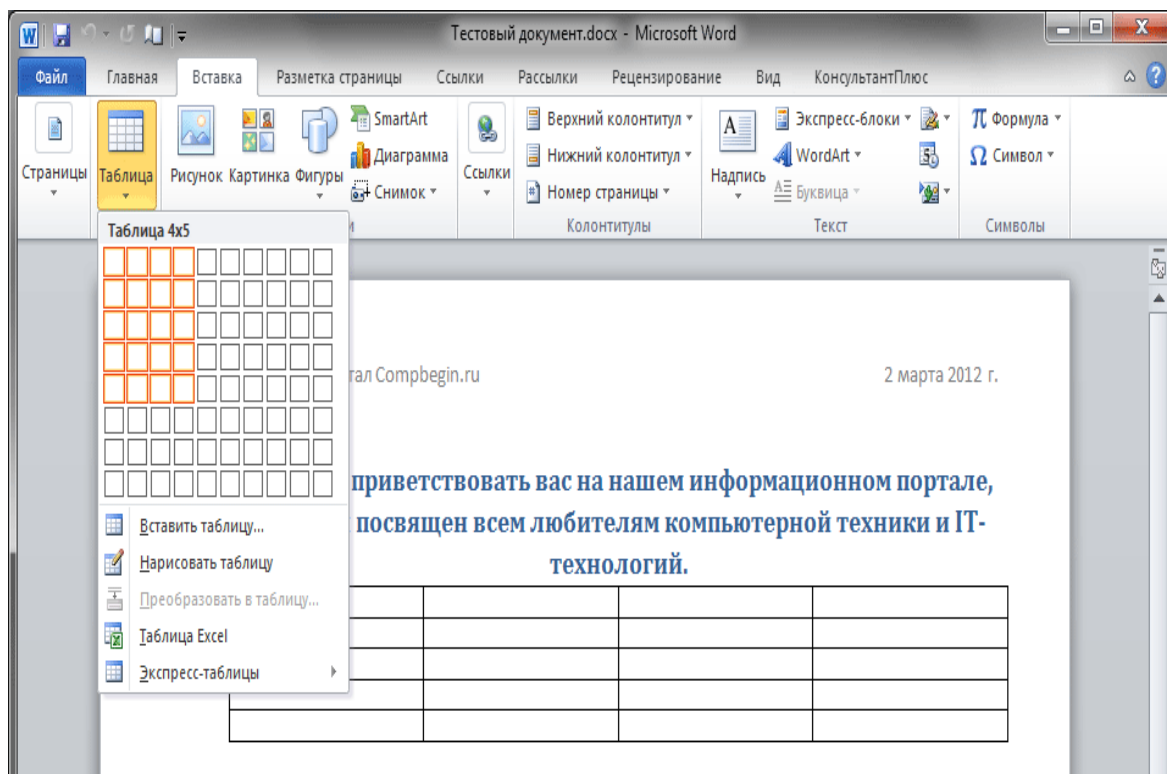 Тестовый документ.docx - Microsoft Word
Файл Главная Вставка Разметка страницы Ссылки Рассылки Рецензирование Вид КонсультантПлюс
Страницы
Таблица
Рисунок Картинка Фигуры
SmartArt
Диаграмма
Снимок
Ссылки
Верхний колонтитул
Нижний колонтитул
Номер страницы
Колонтитулы
Надпись
Экспресс-блоки
WordArt
Буквица
Текст
π Формула
Ω Символ
Символы
Таблица 4x5
Вставить таблицу...
Нарисовать таблицу
Преобразовать в таблицу...
Таблица Excel
Экспресс-таблицы
Compbegin.ru 2 марта 2012 г.
приветствовать вас на нашем информационном портале,
посвящен всем любителям компьютерной техники и IT-
технологий.